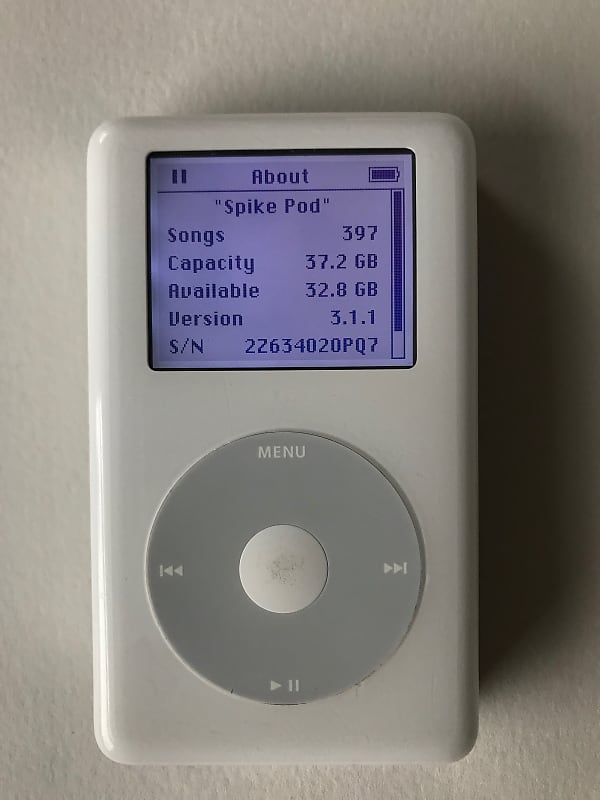 About
"Spike Pod"
Songs 397
Capacity 37.2 GB
Available 32.8 GB
Version 3.1.1
S/N 2Z634020PQ7
MENU